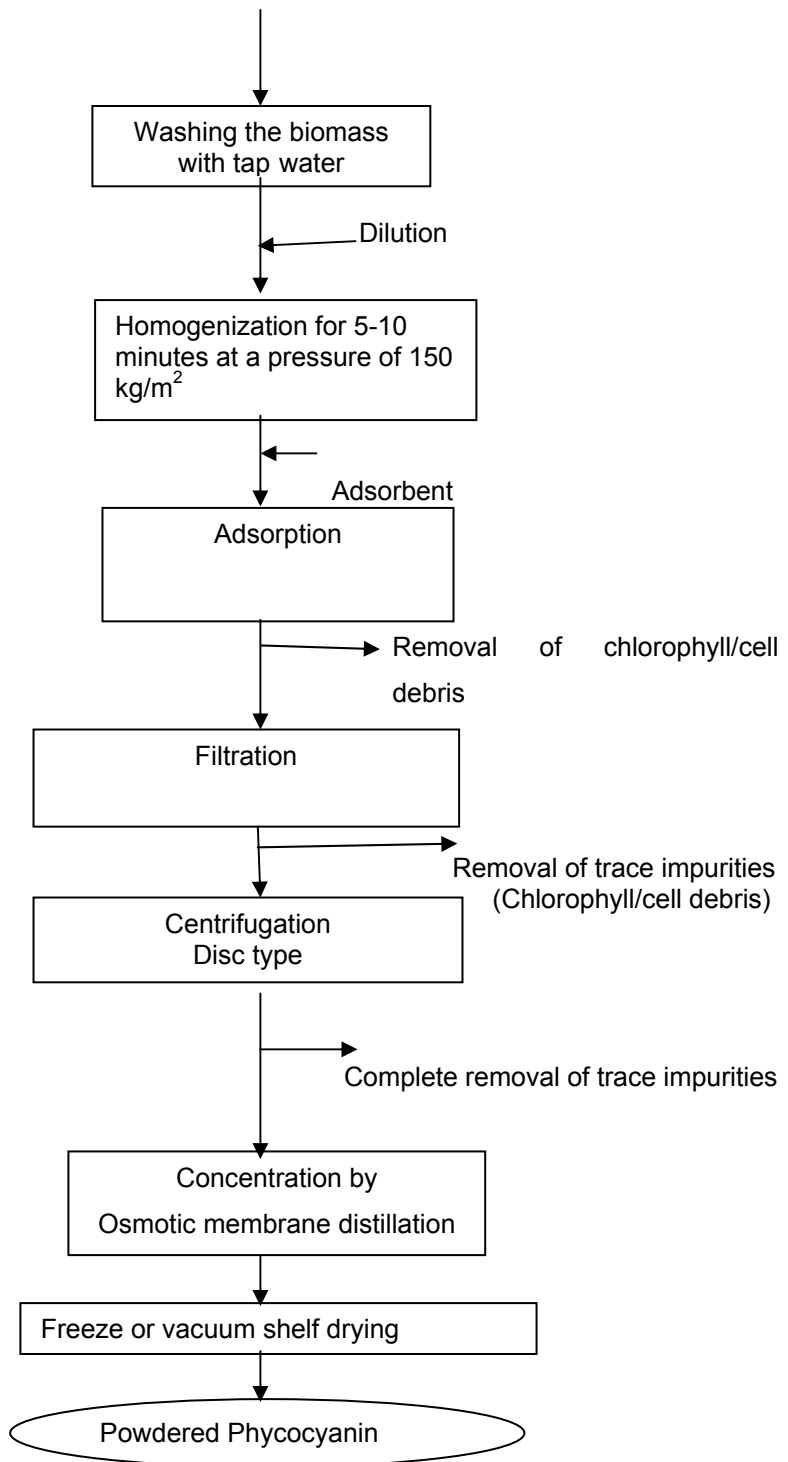 Washing the biomass
with tap water
Dilution
Homogenization for 5-10
minutes at a pressure of 150
kg/m²
Adsorbent
Adsorption
Removal of chlorophyll/cell
debris
Filtration
Removal of trace impurities
(Chlorophyll/cell debris)
Centrifugation
Disc type
Complete removal of trace impurities
Concentration by
Osmotic membrane distillation
Freeze or vacuum shelf drying
Powdered Phycocyanin